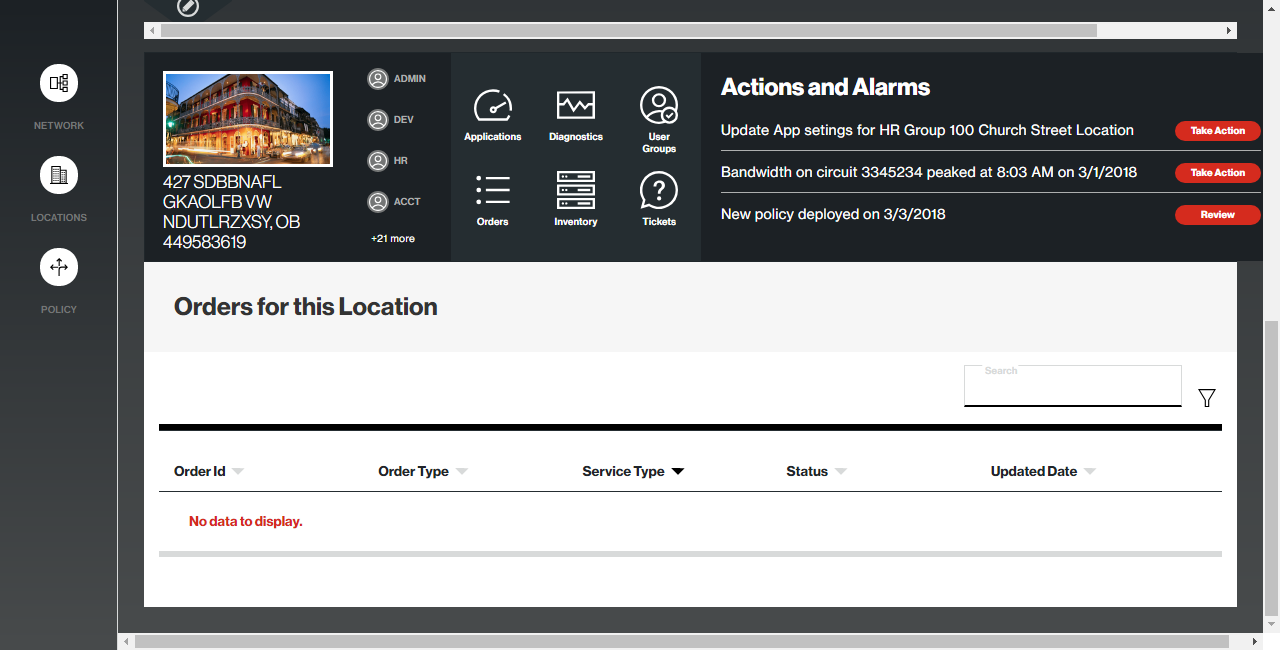 NETWORK
LOCATIONS
POLICY
427 SDBBNAFL
GKAOLFB VW
NDUTLRZXSY, OB
449583619
ADMIN
DEV
HR
ACCT
+21 more
Applications
Diagnostics
User
Groups
Orders
Inventory
Tickets
Actions and Alarms
Update App setings for HR Group 100 Church Street Location
Take Action
Bandwidth on circuit 3345234 peaked at 8:03 AM on 3/1/2018
Take Action
New policy deployed on 3/3/2018
Review
Orders for this Location
Search
Order Id
Order Type
Service Type
Status
Updated Date
No data to display.